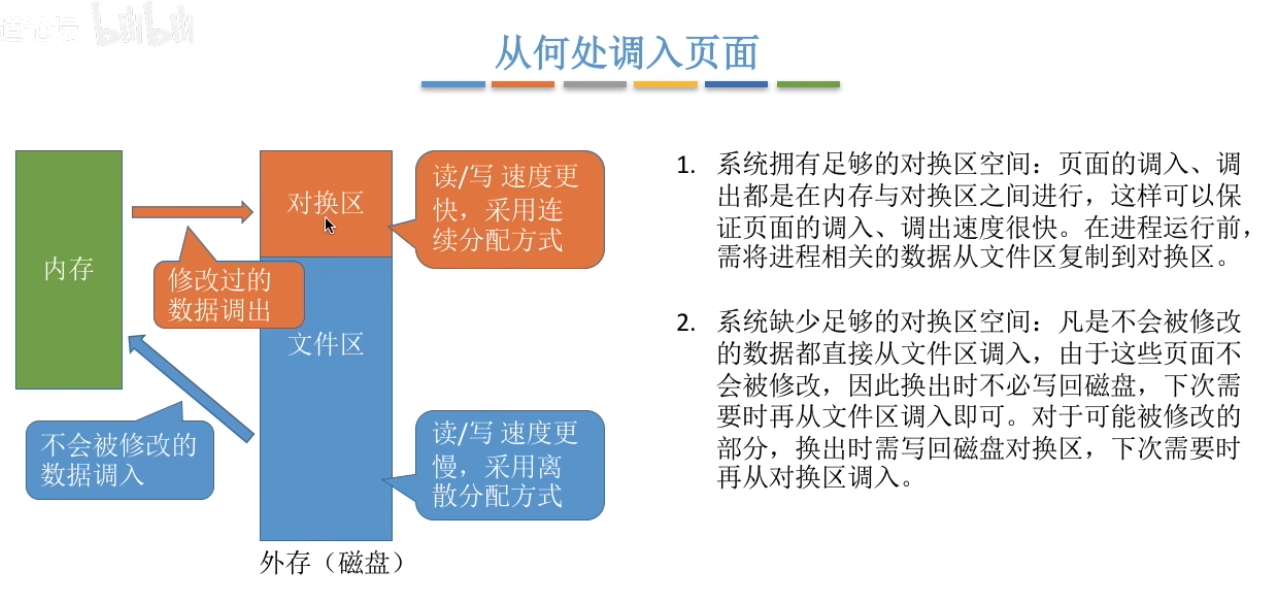 bilibili
从何处调入页面
内存
修改过的
数据调出
不会被修改的
数据调入
对换区
文件区
外存（磁盘）
读/写 速度更
快，采用连
续分配方式
读/写 速度更
慢，采用离
散分配方式
1. 系统拥有足够的对换区空间：页面的调入、调
出都是在内存与对换区之间进行，这样可以保
证页面的调入、调出速度很快。在进程运行前，
需将进程相关的数据从文件区复制到对换区。
2. 系统缺少足够的对换区空间：凡是不会被修改
的数据都直接从文件区调入，由于这些页面不
会被修改，因此换出时不必写回磁盘，下次需
要时再从文件区调入即可。对于可能被修改的
部分，换出时需写回磁盘对换区，下次需要时
再从对换区调入。